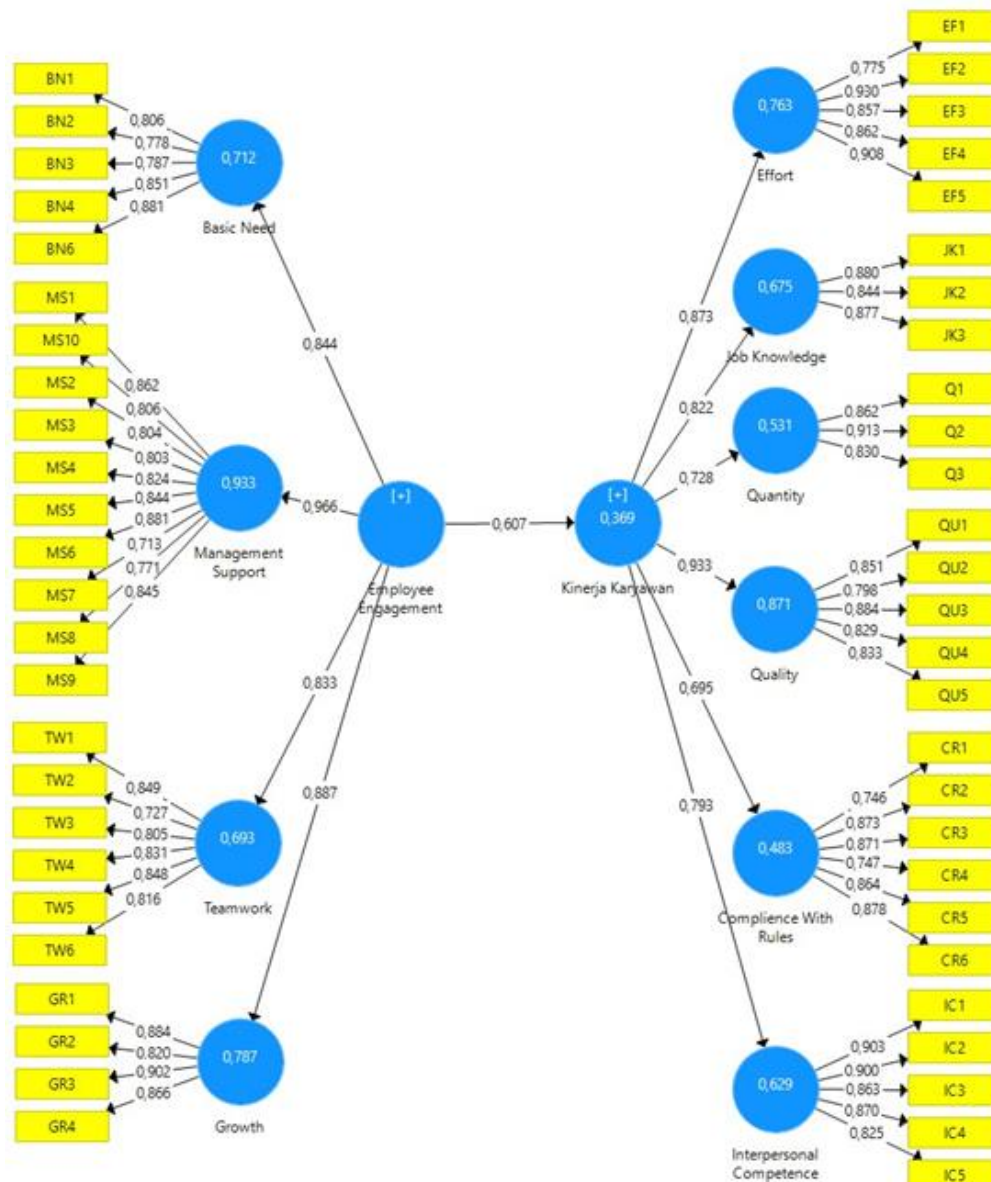 BN1
BN2
BN3
BN4
BN6
0,806
0,778
0,787
0,851
0,881
0,712
Basic Need
MS1
MS10
MS2
MS3
MS4
MS5
MS6
MS7
MS8
MS9
0,862
0,806
0,804
0,803
0,824
0,844
0,881
0,713
0,771
0,845
0,933
Management
Support
TW1
TW2
TW3
TW4
TW5
TW6
0,849
0,727
0,805
0,831
0,848
0,816
0,693
Teamwork
GR1
GR2
GR3
GR4
0,884
0,820
0,902
0,866
0,787
Growth
0,844
0,966
0,833
0,887
[+]
Employee
Engagement
0,607
[+]
0,369
Kinerja Karyawan
0,873
0,822
0,728
0,933
0,695
0,793
0,763
Effort
0,775
0,930
0,857
0,862
0,908
EF1
EF2
EF3
EF4
EF5
0,675
Job Knowledge
0,880
0,844
0,877
JK1
JK2
JK3
0,531
Quantity
0,862
0,913
0,830
Q1
Q2
Q3
0,871
Quality
0,851
0,798
0,884
0,829
0,833
QU1
QU2
QU3
QU4
QU5
0,483
Complience With
Rules
0,746
0,873
0,871
0,747
0,864
0,878
CR1
CR2
CR3
CR4
CR5
CR6
0,629
Interpersonal
Competence
0,903
0,900
0,863
0,870
0,825
IC1
IC2
IC3
IC4
IC5